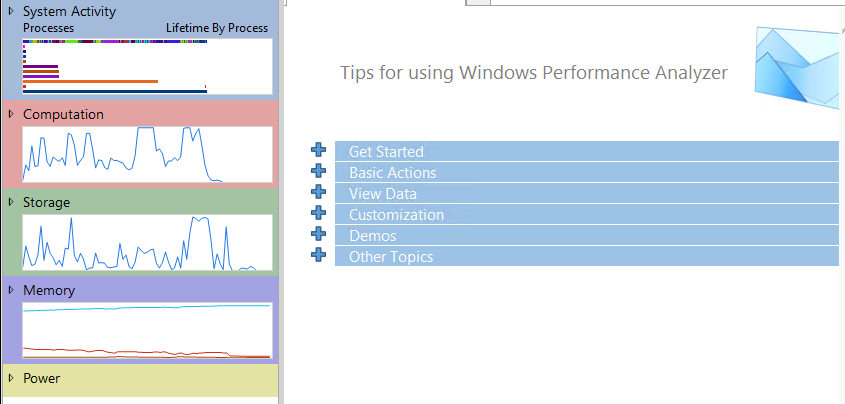 System Activity
Processes Lifetime By Process
Computation
Storage
Memory
Power
Tips for using Windows Performance Analyzer
Get Started
Basic Actions
View Data
Customization
Demos
Other Topics